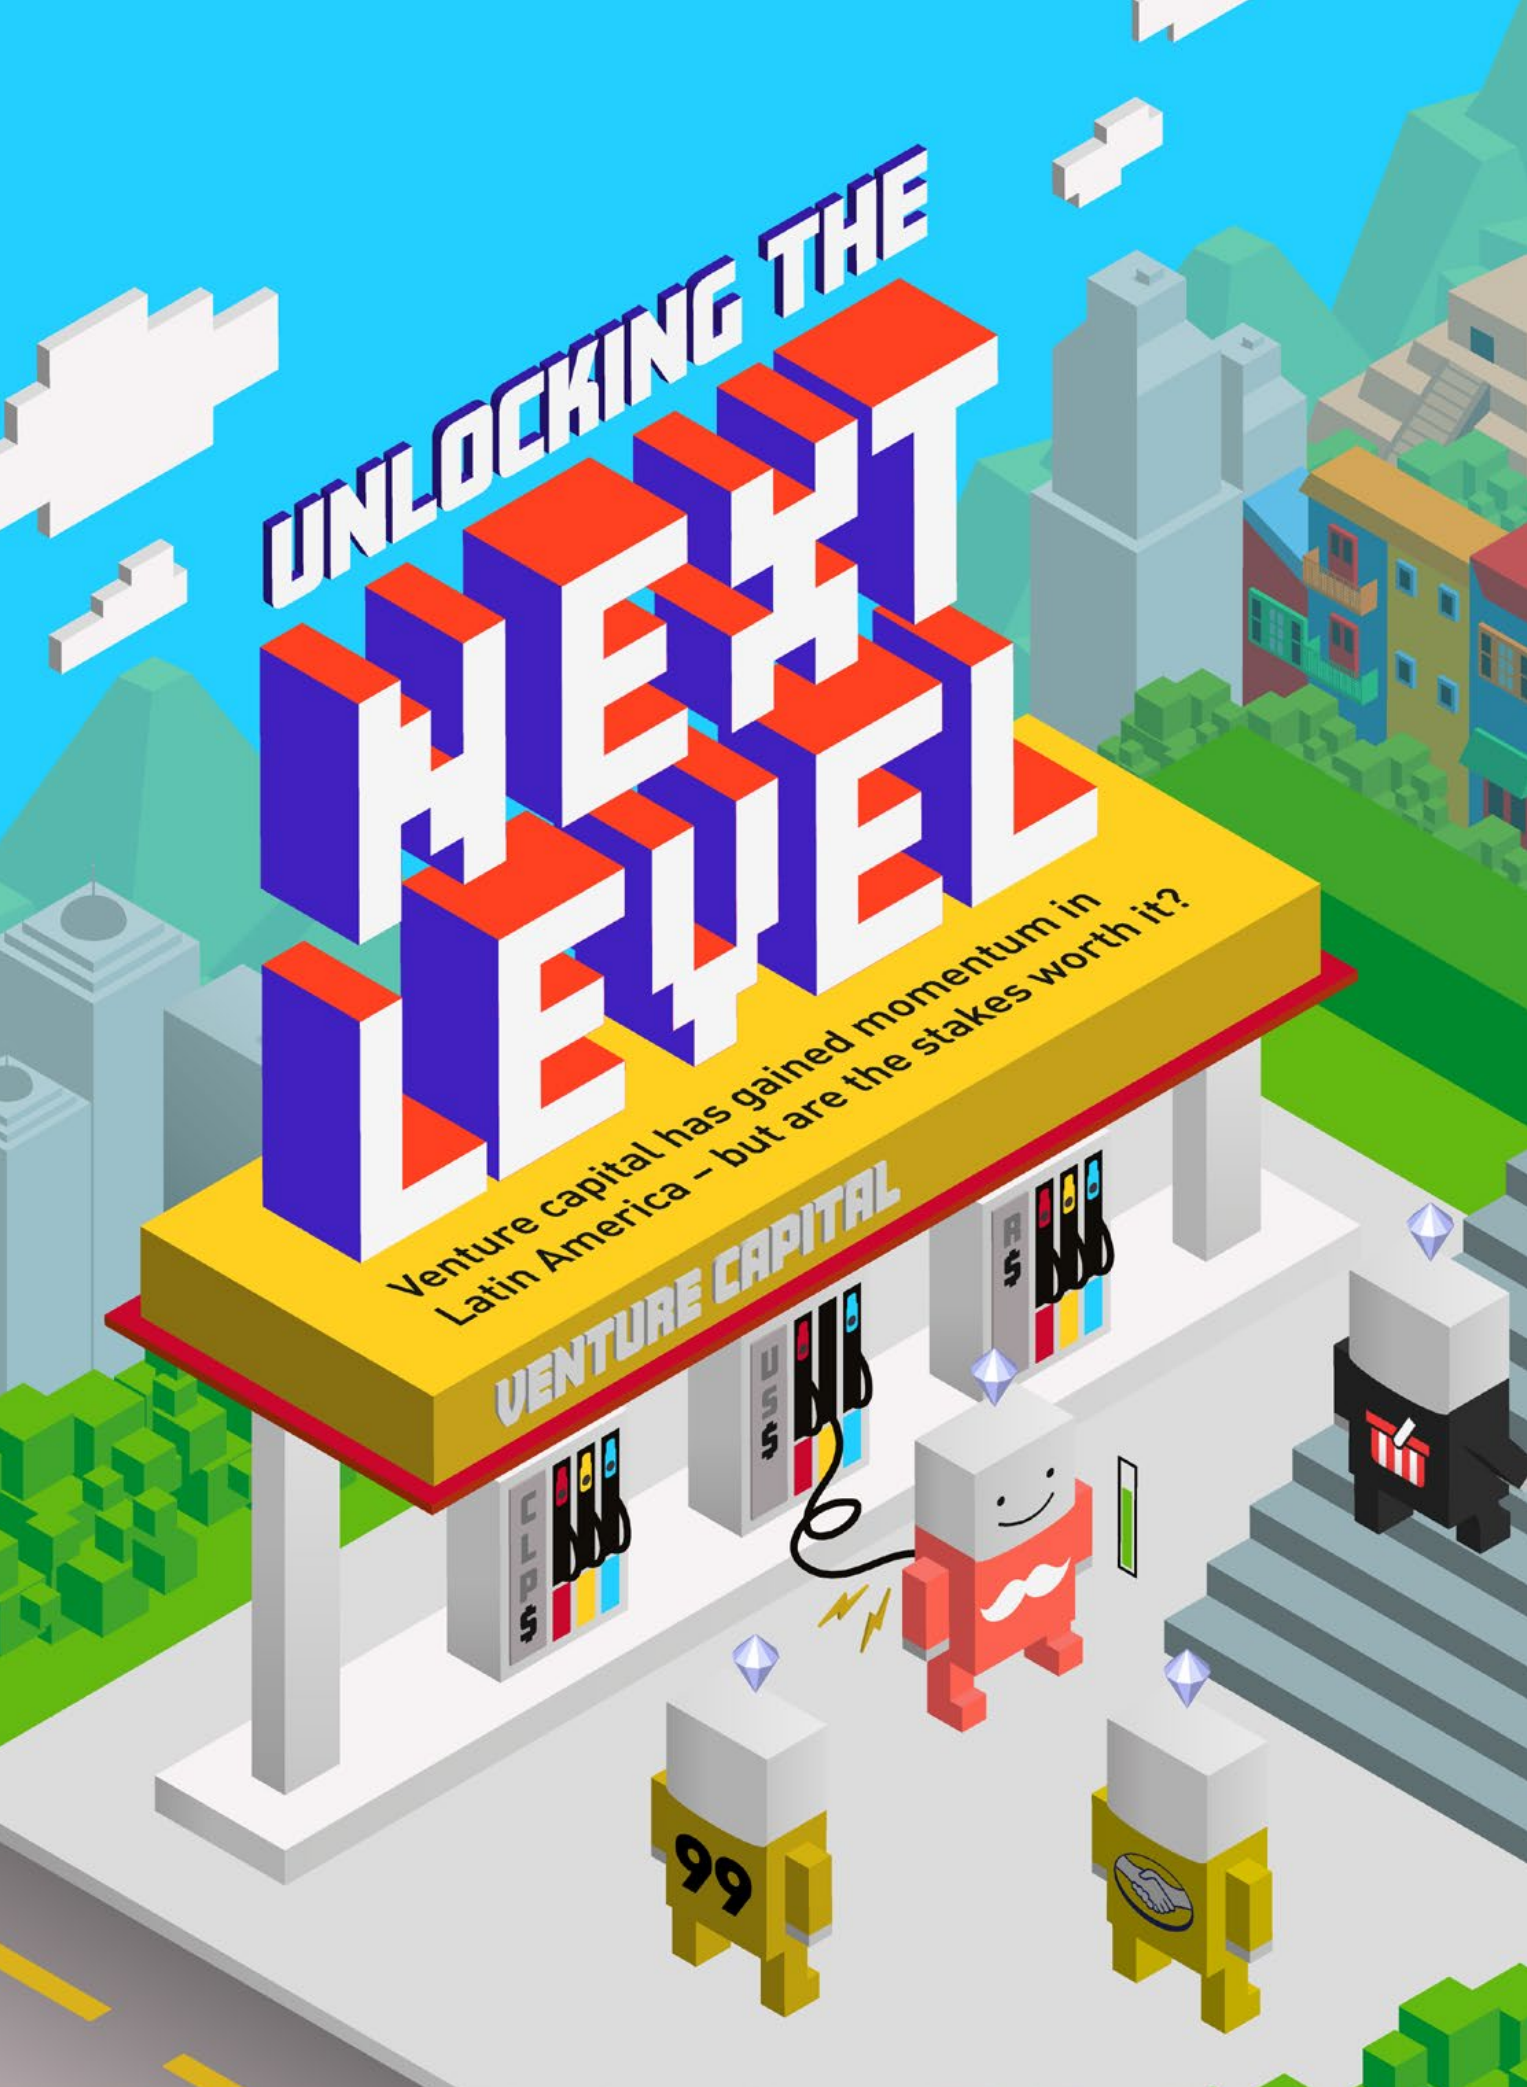 UNLOCKING THE
NEXT
LEVEL
Venture capital has gained momentum in
Latin America – but are the stakes worth it?
VENTURE CAPITAL
R$
US$
CLP$
99